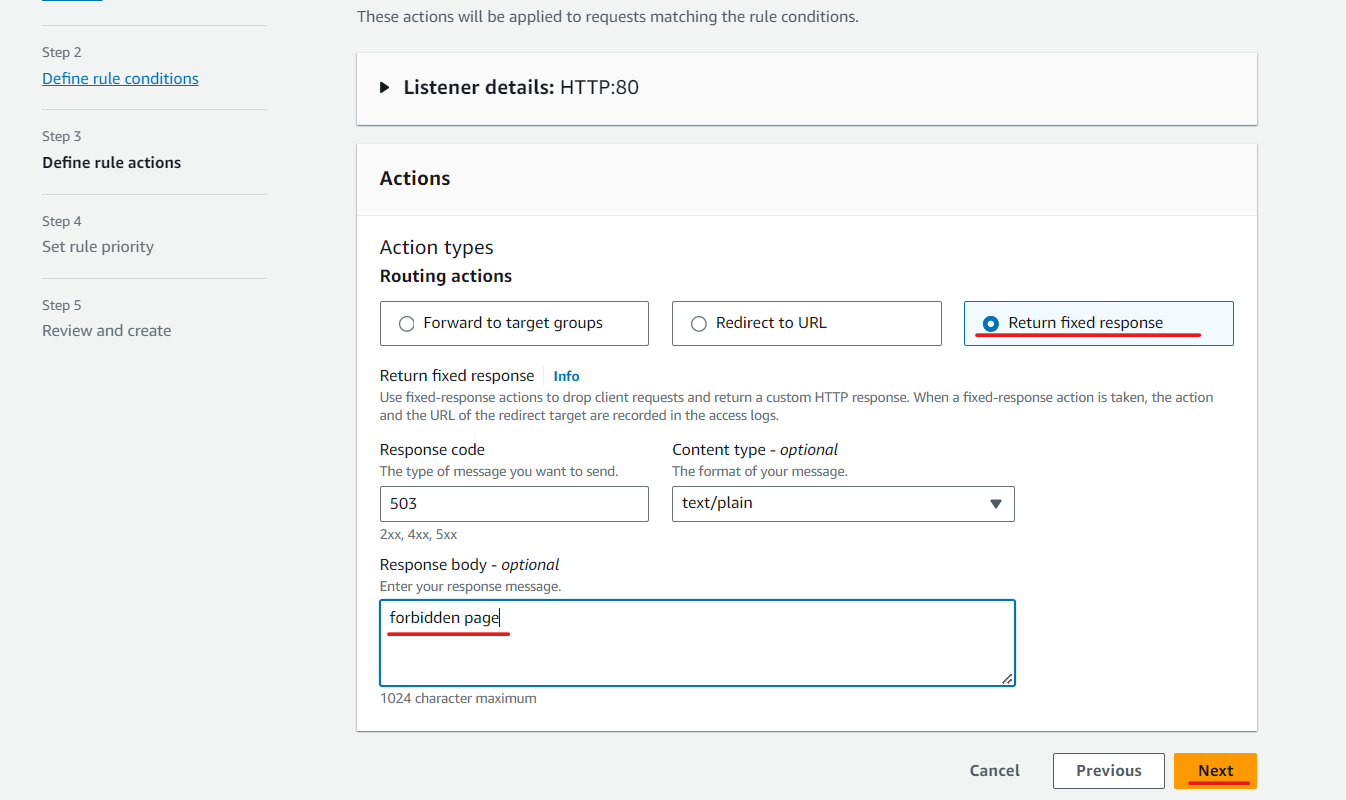 These actions will be applied to requests matching the rule conditions.
Step 2
Define rule conditions
Step 3
Define rule actions
Step 4
Set rule priority
Step 5
Review and create
Listener details: HTTP:80
Actions
Action types
Routing actions
Forward to target groups
Redirect to URL
Return fixed response
Return fixed response
Info
Use fixed-response actions to drop client requests and return a custom HTTP response. When a fixed-response action is taken, the action
and the URL of the redirect target are recorded in the access logs.
Response code
The type of message you want to send.
503
2xx, 4xx, 5xx
Content type - optional
The format of your message.
text/plain
Response body - optional
Enter your response message.
forbidden page
1024 character maximum
Cancel
Previous
Next